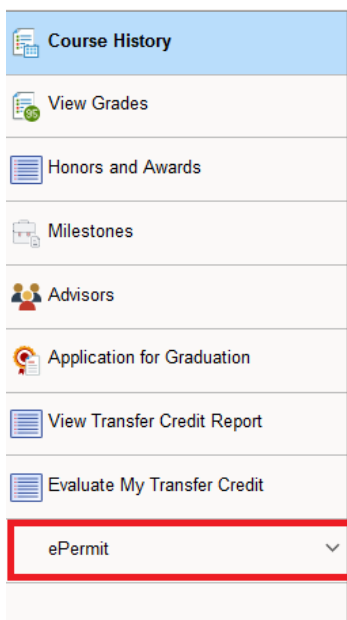 Course History
95
View Grades
Honors and Awards
Milestones
Advisors
Application for Graduation
View Transfer Credit Report
Evaluate My Transfer Credit
ePermit